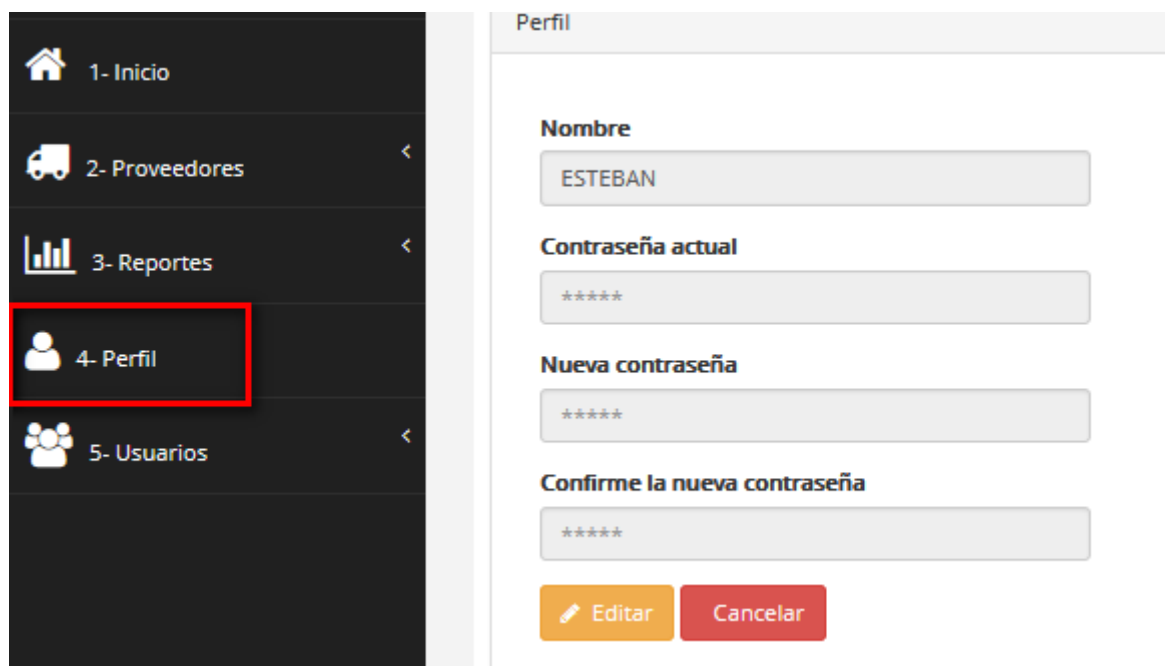 1- Inicio
2- Proveedores
3- Reportes
4- Perfil
5- Usuarios
Perfil
Nombre
ESTEBAN
Contraseña actual
*****
Nueva contraseña
*****
Confirme la nueva contraseña
*****
Editar
Cancelar